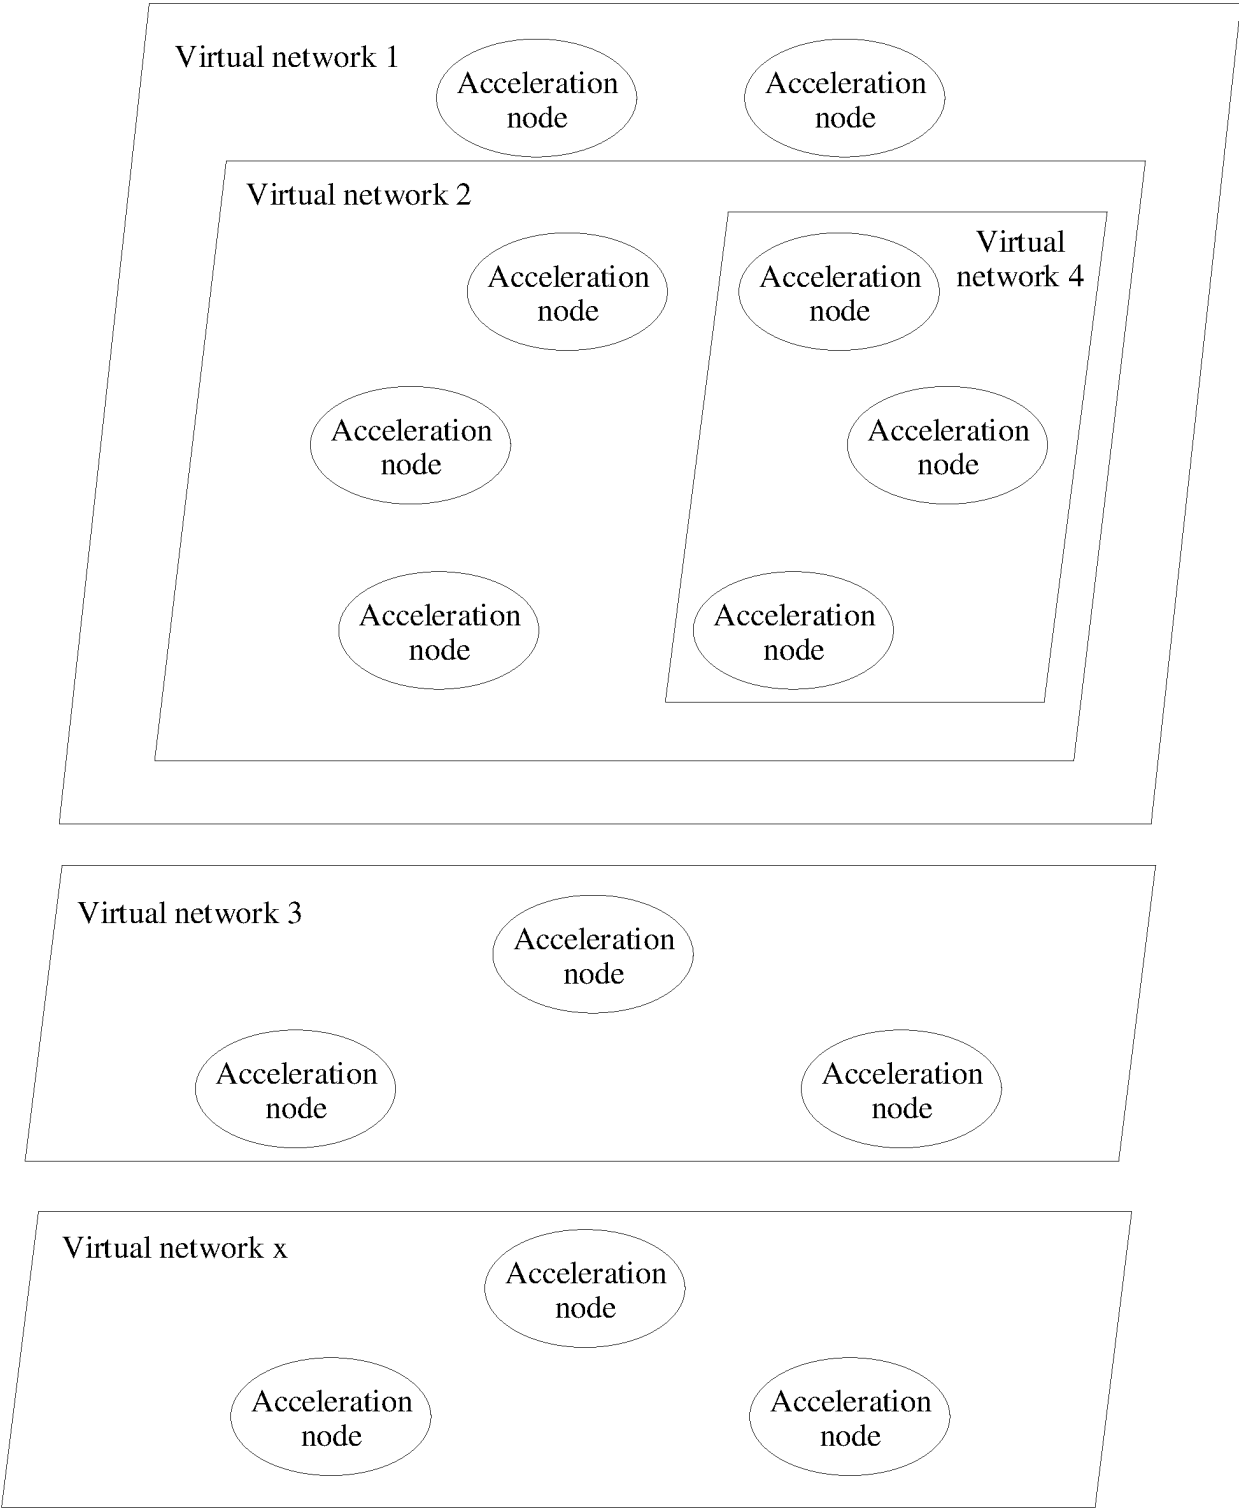 Virtual network 1
Acceleration
node
Acceleration
node
Virtual network 2
Acceleration
node
Acceleration
node
Virtual
network 4
Acceleration
node
Acceleration
node
Acceleration
node
Acceleration
node
Virtual network 3
Acceleration
node
Acceleration
node
Acceleration
node
Virtual network x
Acceleration
node
Acceleration
node
Acceleration
node